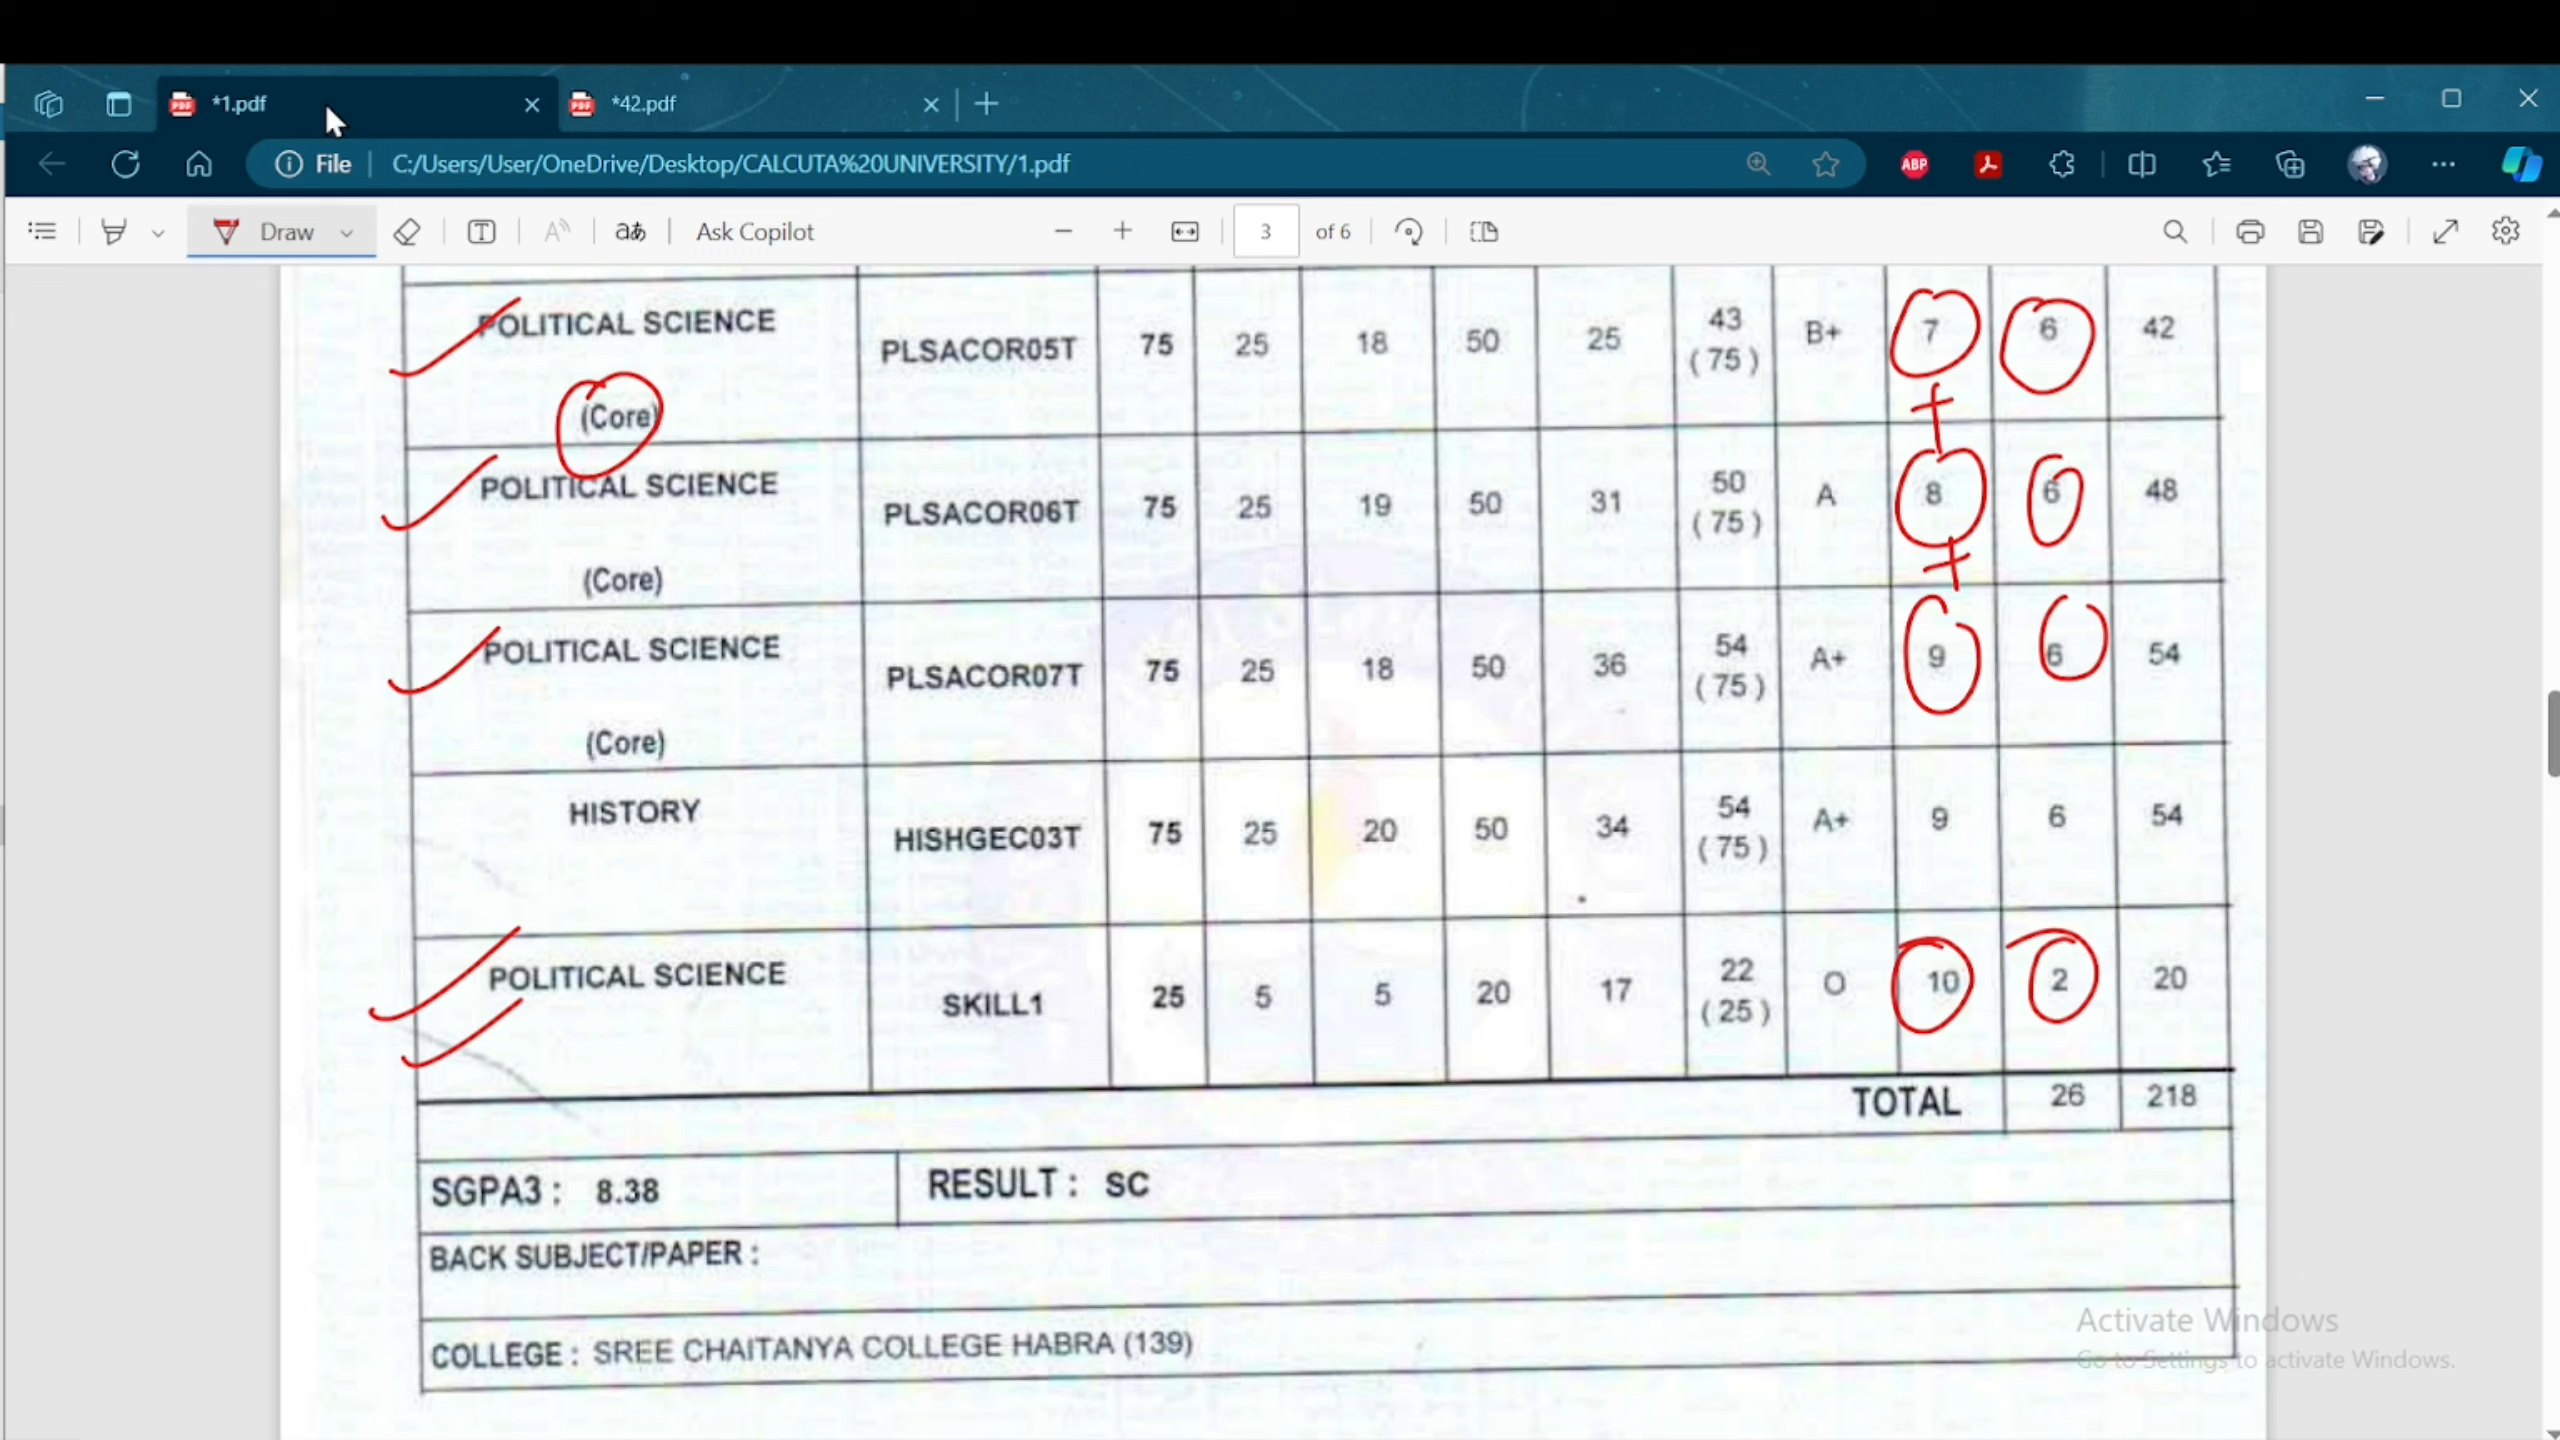 *1.pdf
*42.pdf
File
C:/Users/User/OneDrive/Desktop/CALCUTA%20UNIVERSITY/1.pdf
ABP
Draw
aあ
Ask Copilot
3 of 6
POLITICAL SCIENCE (Core) PLSACOR05T 75 25 18 50 25 43 (75) B+ 7 6 42
+
POLITICAL SCIENCE (Core) PLSACOR06T 75 25 19 50 31 50 (75) A 8 6 48
+
POLITICAL SCIENCE (Core) PLSACOR07T 75 25 18 50 36 54 (75) A+ 9 6 54
HISTORY HISHGEC03T 75 25 20 50 34 54 (75) A+ 9 6 54
POLITICAL SCIENCE SKILL1 25 5 5 20 17 22 (25) O 10 2 20
TOTAL 26 218
SGPA3 : 8.38 RESULT : SC
BACK SUBJECT/PAPER :
COLLEGE : SREE CHAITANYA COLLEGE HABRA (139)
Activate Windows
Go to Settings to activate Windows.